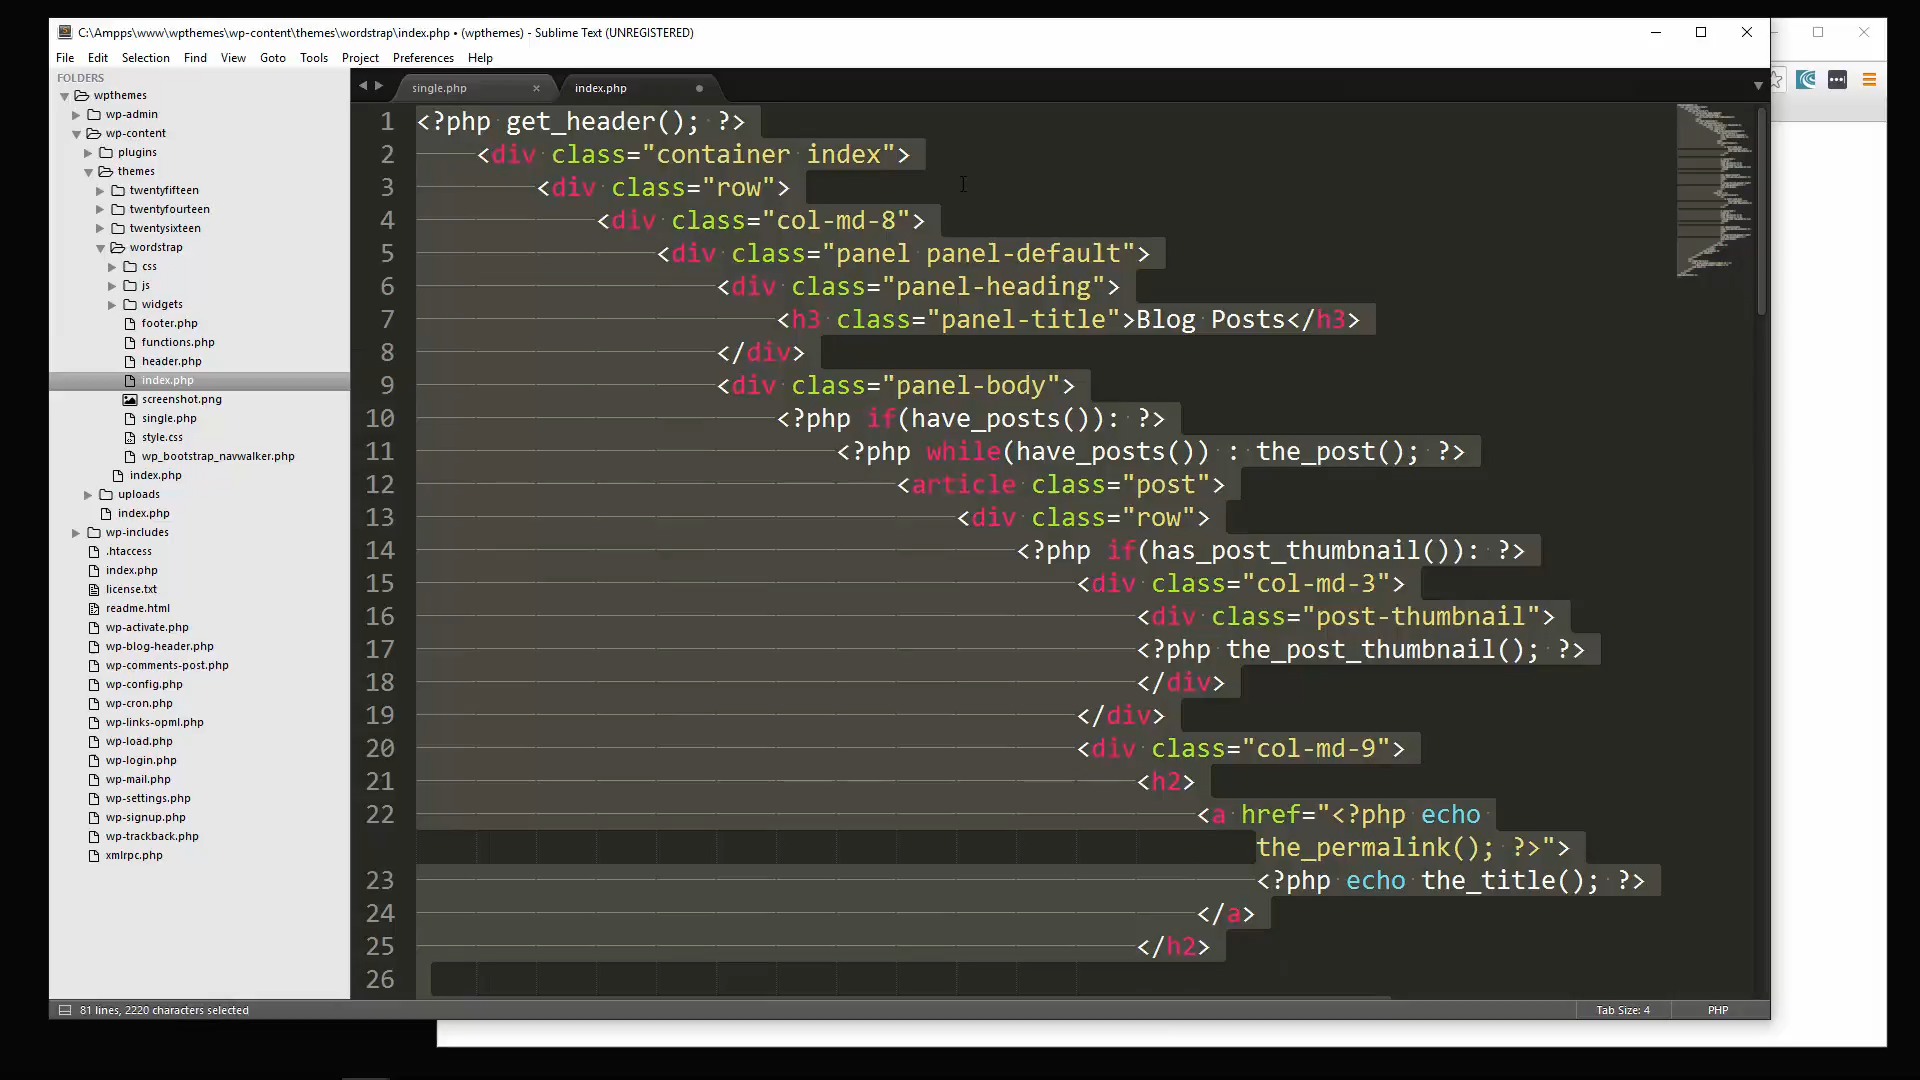 C:\Ampps\www\wpthemes\wp-content\themes\wordstrap\index.php • (wpthemes) - Sublime Text (UNREGISTERED)
File Edit Selection Find View Goto Tools Project Preferences Help
FOLDERS
wpthemes
wp-admin
wp-content
plugins
themes
twentyfifteen
twentyfourteen
twentysixteen
wordstrap
css
js
widgets
footer.php
functions.php
header.php
index.php
screenshot.png
single.php
style.css
wp_bootstrap_navwalker.php
index.php
uploads
index.php
wp-includes
.htaccess
index.php
license.txt
readme.html
wp-activate.php
wp-blog-header.php
wp-comments-post.php
wp-config.php
wp-cron.php
wp-links-opml.php
wp-load.php
wp-login.php
wp-mail.php
wp-settings.php
wp-signup.php
wp-trackback.php
xmlrpc.php
single.php × index.php
1 <?php get_header(); ?>
2 <div class="container index">
3 <div class="row">
4 <div class="col-md-8">
5 <div class="panel panel-default">
6 <div class="panel-heading">
7 <h3 class="panel-title">Blog Posts</h3>
8 </div>
9 <div class="panel-body">
10 <?php if(have_posts()): ?>
11 <?php while(have_posts()) : the_post(); ?>
12 <article class="post">
13 <div class="row">
14 <?php if(has_post_thumbnail()): ?>
15 <div class="col-md-3">
16 <div class="post-thumbnail">
17 <?php the_post_thumbnail(); ?>
18 </div>
19 </div>
20 <div class="col-md-9">
21 <h2>
22 <a href="<?php echo
the_permalink(); ?>">
23 <?php echo the_title(); ?>
24 </a>
25 </h2>
26
81 lines, 2220 characters selected
Tab Size: 4 PHP